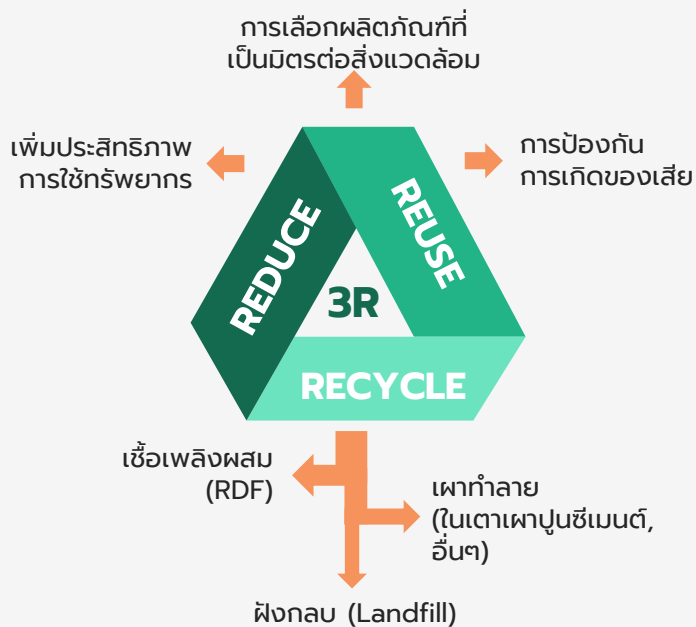 การเลือกผลิตภัณฑ์ที่
เป็นมิตรต่อสิ่งแวดล้อม
เพิ่มประสิทธิภาพ
การใช้ทรัพยากร
การป้องกัน
การเกิดของเสีย
REDUCE
REUSE
3R
RECYCLE
เชื้อเพลิงผสม
(RDF)
เผาทำลาย
(ในเตาเผาปูนซีเมนต์,
อื่นๆ)
ฝังกลบ (Landfill)